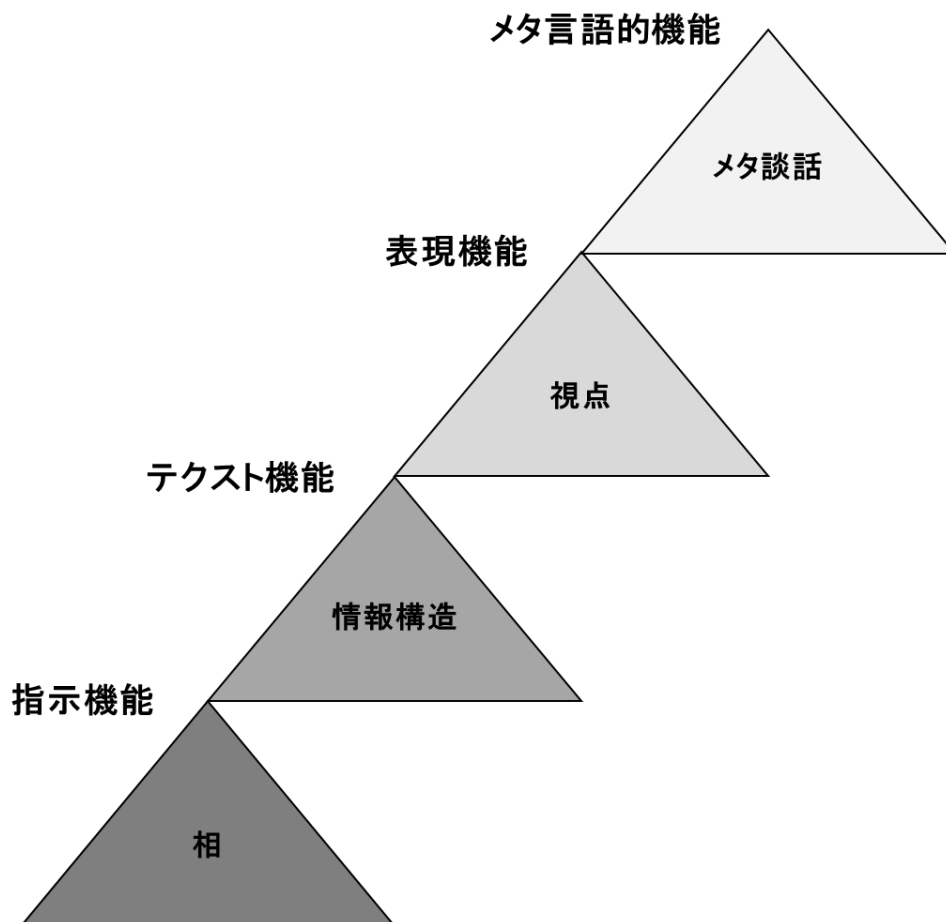 メタ言語的機能
メタ談話
表現機能
視点
テクスト機能
情報構造
指示機能
相